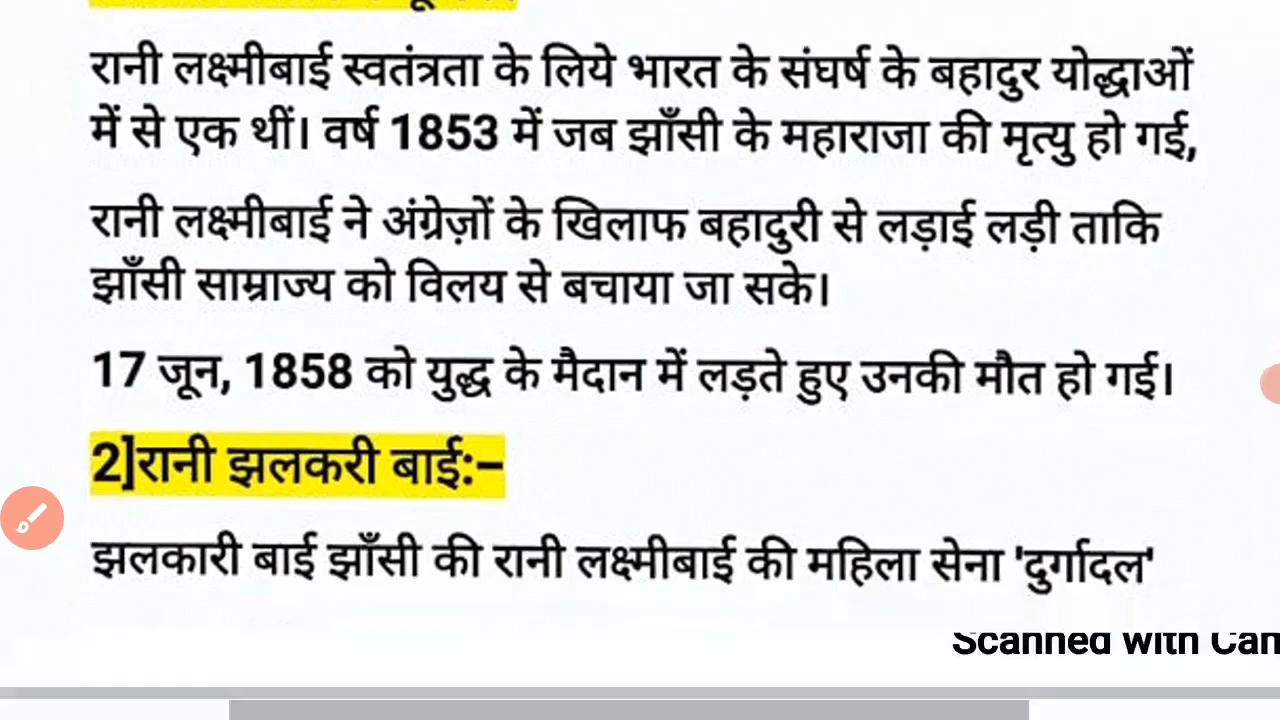 रानी लक्ष्मीबाई स्वतंत्रता के लिये भारत के संघर्ष के बहादुर योद्धाओं
में से एक थीं। वर्ष 1853 में जब झाँसी के महाराजा की मृत्यु हो गई,
रानी लक्ष्मीबाई ने अंग्रेज़ों के खिलाफ बहादुरी से लड़ाई लड़ी ताकि
झाँसी साम्राज्य को विलय से बचाया जा सके।
17 जून, 1858 को युद्ध के मैदान में लड़ते हुए उनकी मौत हो गई।
2]रानी झलकरी बाई:–
झलकारी बाई झाँसी की रानी लक्ष्मीबाई की महिला सेना 'दुर्गादल'
Scanned with Can